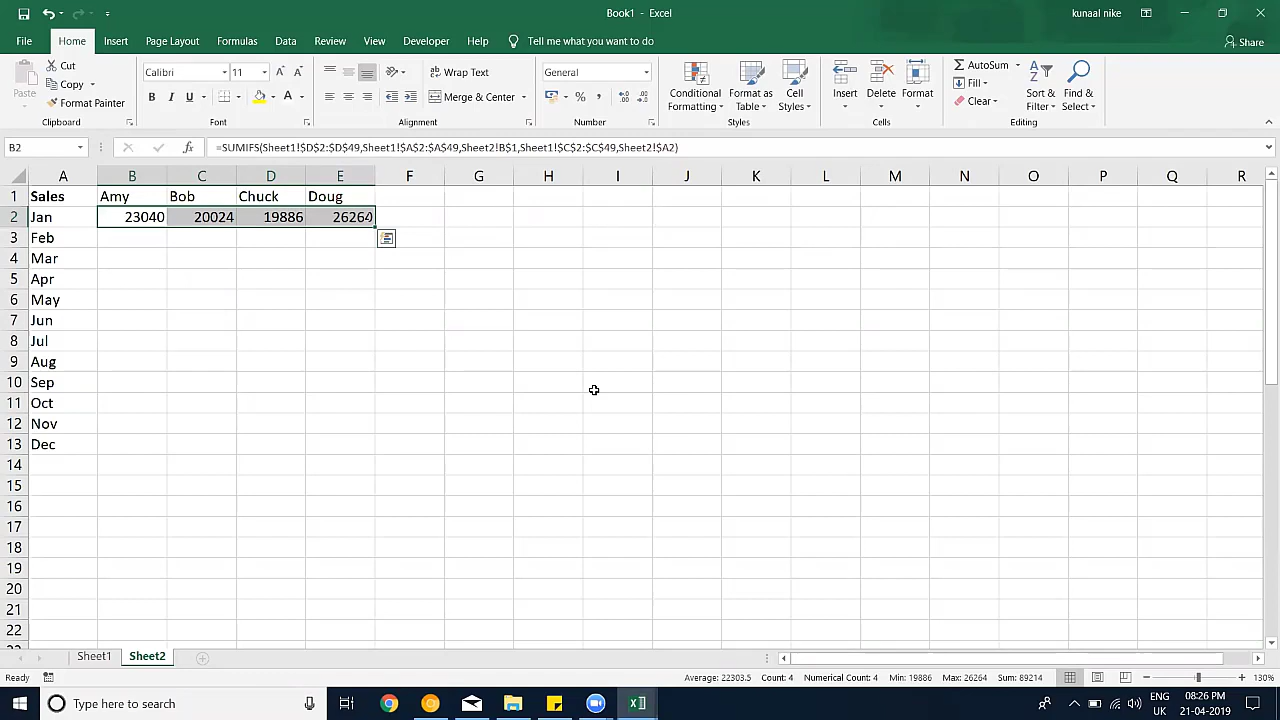 Book1 - Excel
kunaal nike
File Home Insert Page Layout Formulas Data Review View Developer Help Tell me what you want to do Share
Paste
Cut
Copy
Format Painter
Clipboard
Calibri 11
B I U
Font
Wrap Text
Merge & Center
Alignment
General
Number
Conditional Formatting
Format as Table
Cell Styles
Styles
Insert Delete Format
Cells
AutoSum
Fill
Clear
Sort & Filter
Find & Select
Editing
B2 fx =SUMIFS(Sheet1!$D$2:$D$49,Sheet1!$A$2:$A$49,Sheet2!B$1,Sheet1!$C$2:$C$49,Sheet2!$A2)
A B C D E F G H I J K L M N O P Q R
1 Sales Amy Bob Chuck Doug
2 Jan 23040 20024 19886 26264
3 Feb
4 Mar
5 Apr
6 May
7 Jun
8 Jul
9 Aug
10 Sep
11 Oct
12 Nov
13 Dec
14
15
16
17
18
19
20
21
22
Sheet1 Sheet2
Ready Average: 22303.5 Count: 4 Numerical Count: 4 Min: 19886 Max: 26264 Sum: 89214 130%
Type here to search
ENG 08:26 PM
UK 21-04-2019